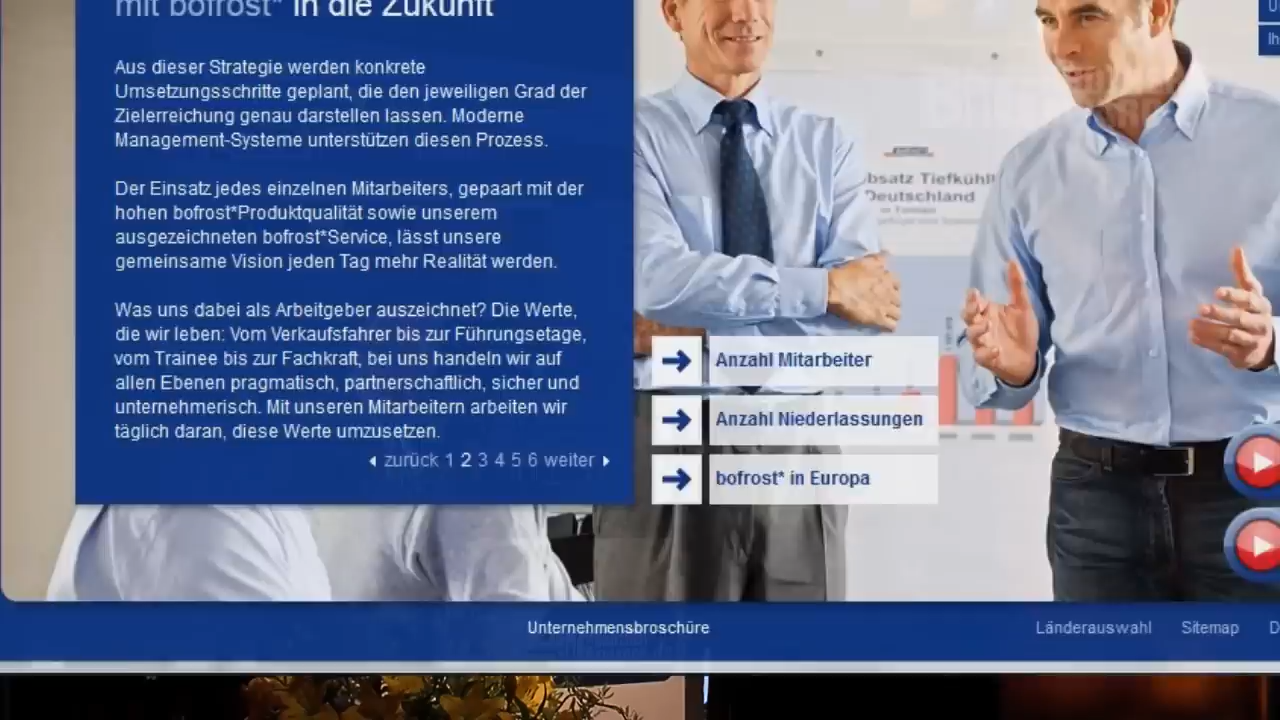 mit bofrost* in die Zukunft
Aus dieser Strategie werden konkrete
Umsetzungsschritte geplant, die den jeweiligen Grad der
Zielerreichung genau darstellen lassen. Moderne
Management-Systeme unterstützen diesen Prozess.
Der Einsatz jedes einzelnen Mitarbeiters, gepaart mit der
hohen bofrost*Produktqualität sowie unserem
ausgezeichneten bofrost*Service, lässt unsere
gemeinsame Vision jeden Tag mehr Realität werden.
Was uns dabei als Arbeitgeber auszeichnet? Die Werte,
die wir leben: Vom Verkaufsfahrer bis zur Führungsetage,
vom Trainee bis zur Fachkraft, bei uns handeln wir auf
allen Ebenen pragmatisch, partnerschaftlich, sicher und
unternehmerisch. Mit unseren Mitarbeitern arbeiten wir
täglich daran, diese Werte umzusetzen.
zurück 1 2 3 4 5 6 weiter
bsatz Tiefkühl
Deutschland
Anzahl Mitarbeiter
Anzahl Niederlassungen
bofrost* in Europa
Ih
Unternehmensbroschüre
Länderauswahl Sitemap D